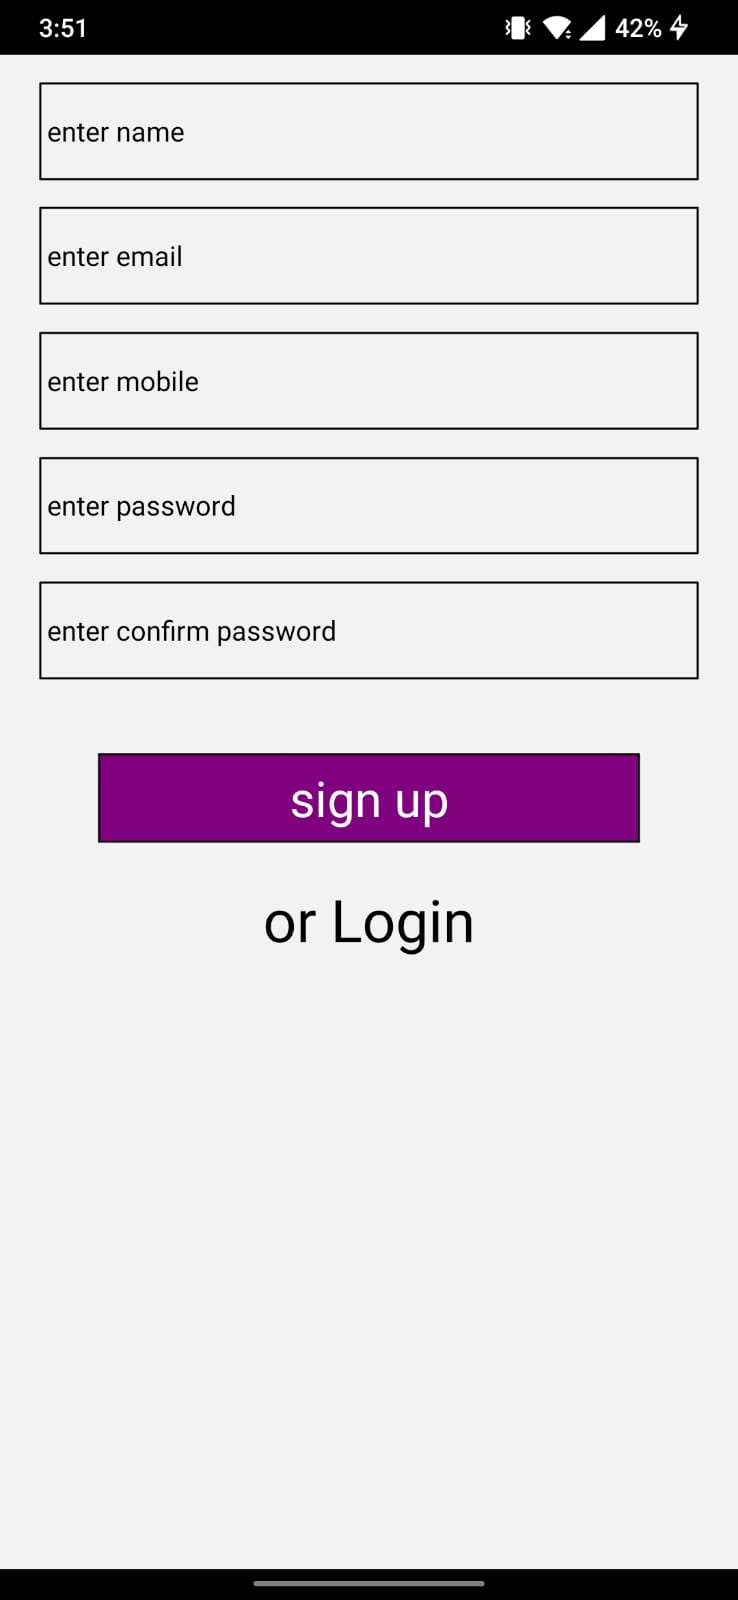 3:51 42%
enter name
enter email
enter mobile
enter password
enter confirm password
sign up
or Login